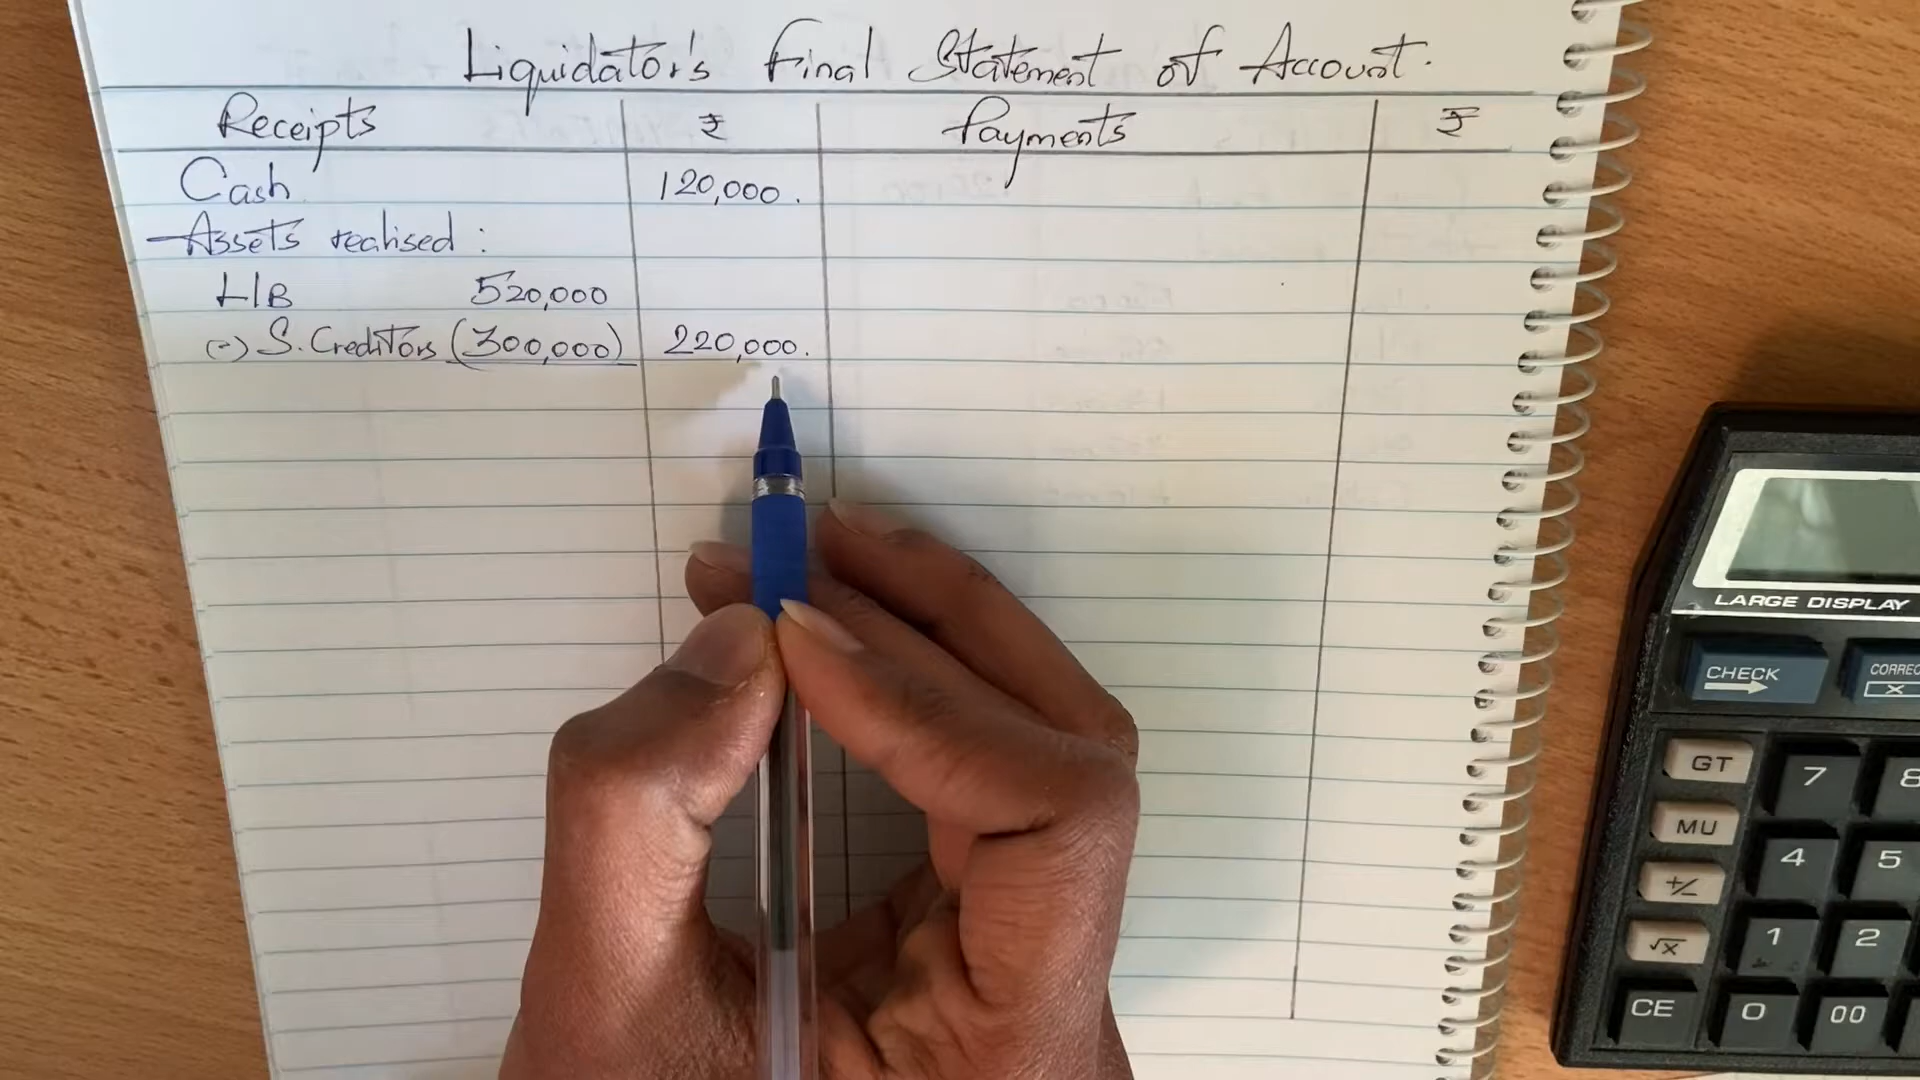 Liquidator's Final Statement of Account.
Receipts ₹ Payments ₹
Cash 120,000.
Assets realised :
L/B 520,000
(-) S. Creditors (300,000) 220,000.
LARGE DISPLAY
CHECK CORREC
X
GT 7 8
MU 4 5
+/-
√x 1 2
CE 0 00